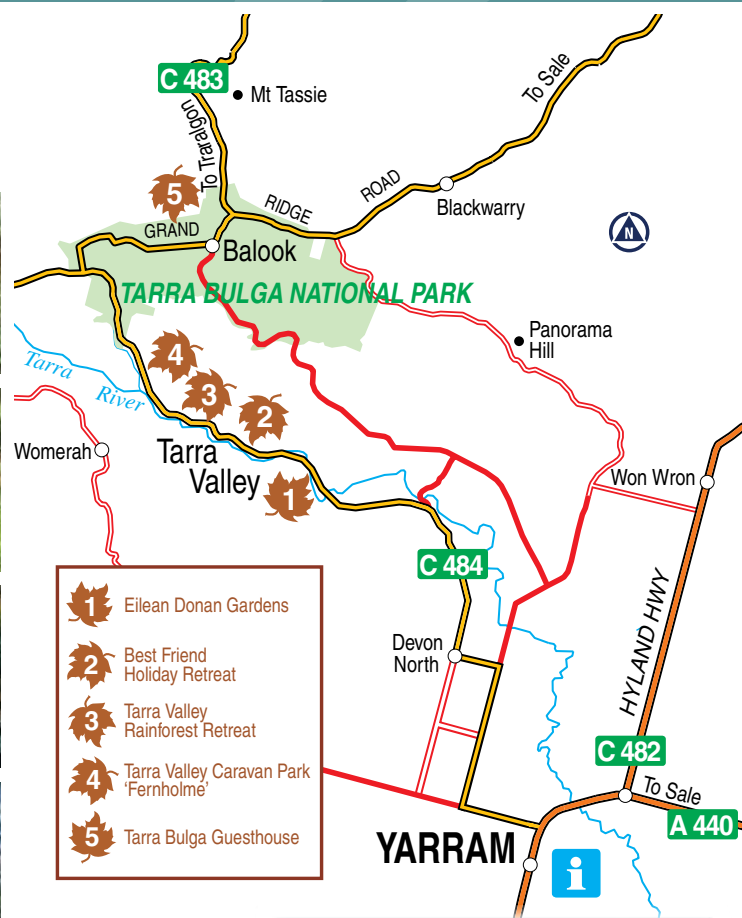 C 483
Mt Tassie
To Traralgon
To Sale
5
GRAND
RIDGE
ROAD
Blackwarry
N
Balook
TARRA BULGA NATIONAL PARK
Panorama
Hill
4
3
2
Tarra
River
Womerah
Tarra
Valley
1
Won Wron
C 484
Devon
North
HYLAND HWY
C 482
To Sale
A 440
YARRAM
i
1 Eilean Donan Gardens
2 Best Friend
Holiday Retreat
3 Tarra Valley
Rainforest Retreat
4 Tarra Valley Caravan Park
'Fernholme'
5 Tarra Bulga Guesthouse